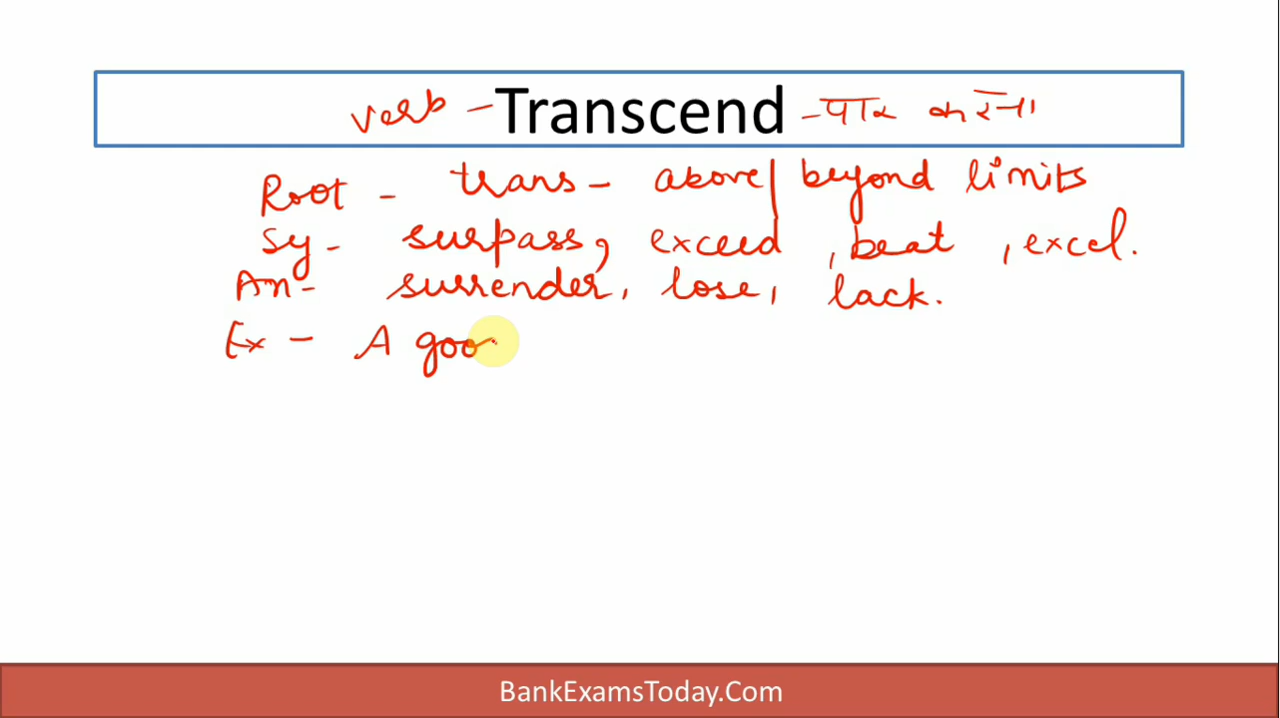 verb - Transcend - पार करना
Root - trans - above/beyond limits
Sy - surpass, exceed, beat, excel.
An - surrender, lose, lack.
Ex - A goo
BankExamsToday.Com